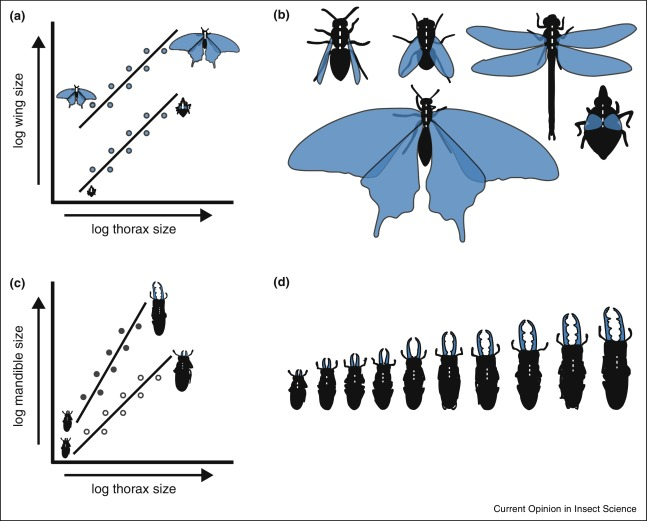 (a)
log wing size
log thorax size
(b)
(c)
log mandible size
log thorax size
(d)
Current Opinion in Insect Science